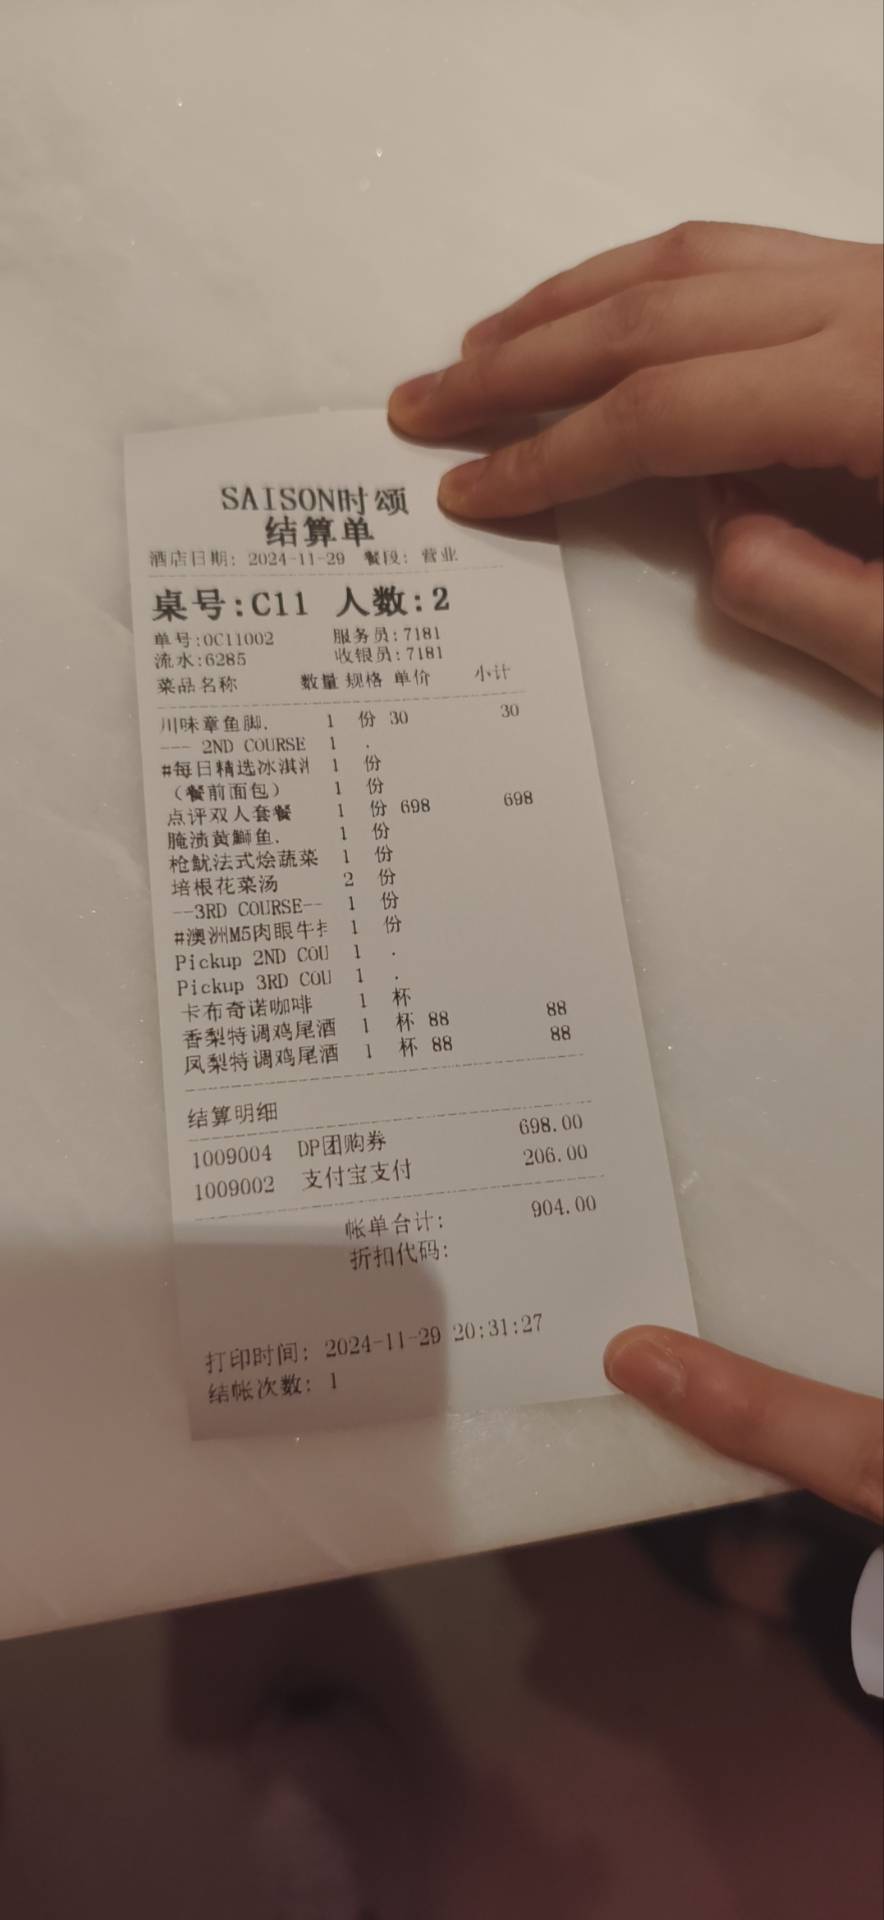 SAISON时颂
结算单
酒店日期: 2024-11-29 餐段: 营业
桌号:C11 人数:2
单号:0C11002 服务员:7181
流水:6285 收银员:7181
菜品名称 数量 规格 单价 小计
川味章鱼脚. 1 份 30 30
--- 2ND COURSE 1 .
#每日精选冰淇 1 份
（餐前面包） 1 份
点评双人套餐 1 份 698 698
腌渍黄鰤鱼. 1 份
枪鱿法式烩蔬菜 1 份
培根花菜汤 2 份
--3RD COURSE-- 1 份
#澳洲M5肉眼牛 1 份
Pickup 2ND COU 1 .
Pickup 3RD COU 1 .
卡布奇诺咖啡 1 杯
香梨特调鸡尾酒 1 杯 88 88
凤梨特调鸡尾酒 1 杯 88 88
结算明细
1009004 DP团购券 698.00
1009002 支付宝支付 206.00
帐单合计: 904.00
折扣代码:
打印时间: 2024-11-29 20:31:27
结帐次数: 1